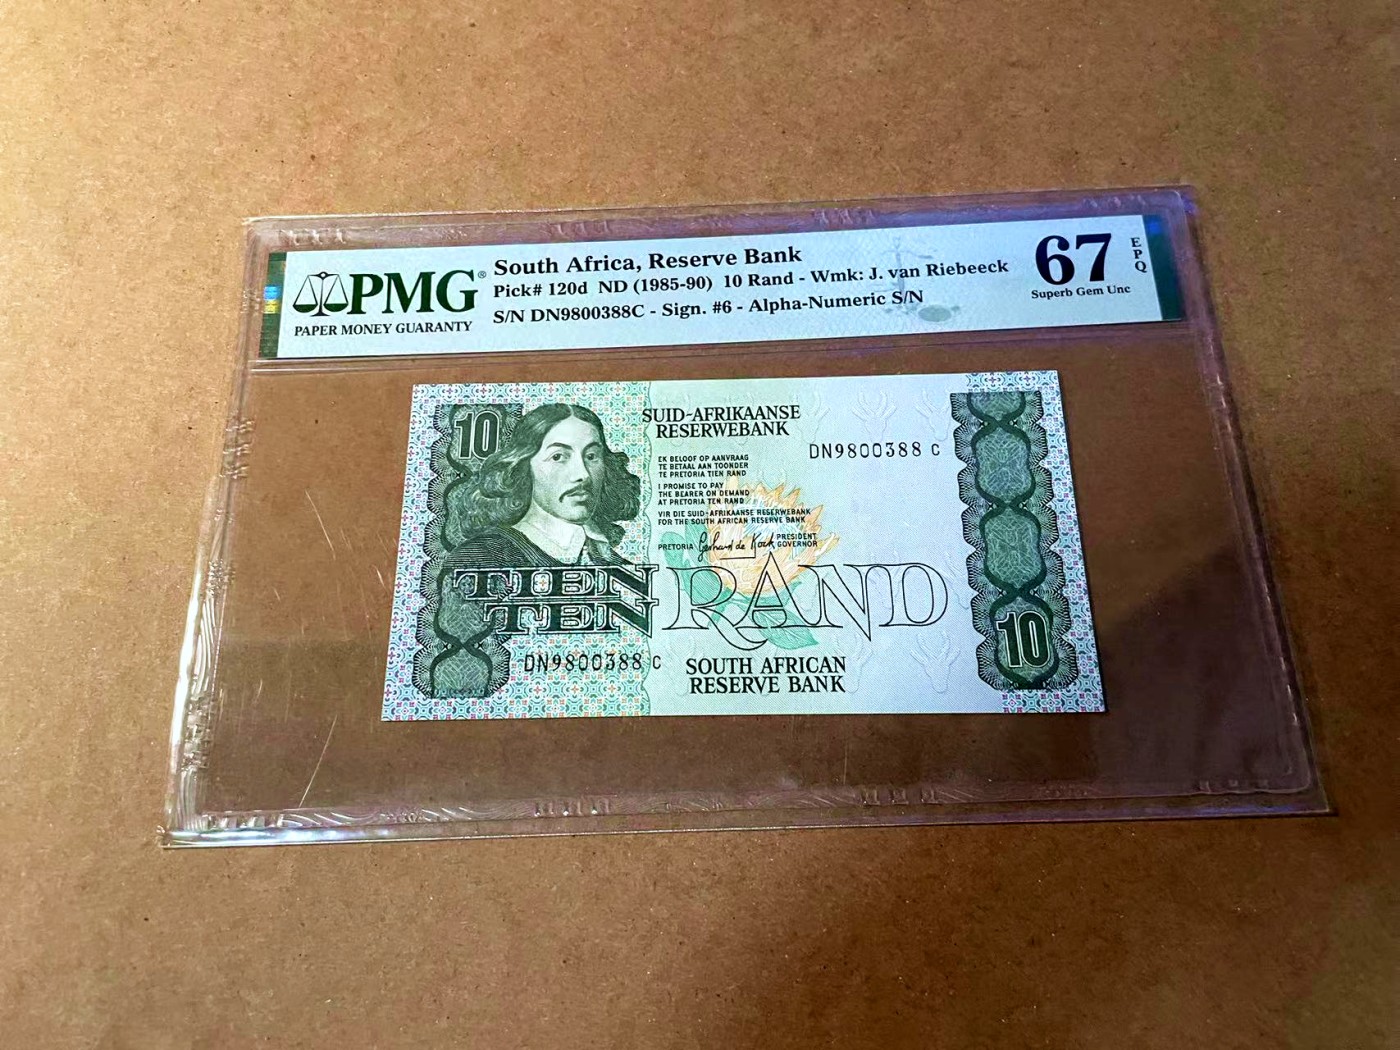 PMG®
PAPER MONEY GUARANTY
South Africa, Reserve Bank
Pick# 120d ND (1985-90) 10 Rand - Wmk: J. van Riebeeck
S/N DN9800388C - Sign. #6 - Alpha-Numeric S/N
67
EPQ
Superb Gem Unc
10
SUID-AFRIKAANSE
RESERWEBANK
DN9800388 C
EK BELOOF OP AANVRAAG
TE BETAAL AAN TOONDER
TE PRETORIA TIEN RAND
I PROMISE TO PAY
THE BEARER ON DEMAND
AT PRETORIA TEN RAND
VIR DIE SUID-AFRIKAANSE RESERWEBANK
FOR THE SOUTH AFRICAN RESERVE BANK
PRETORIA Gerhard de Kock PRESIDENT
GOVERNOR
TIEN
TEN RAND
10
DN9800388 C
SOUTH AFRICAN
RESERVE BANK